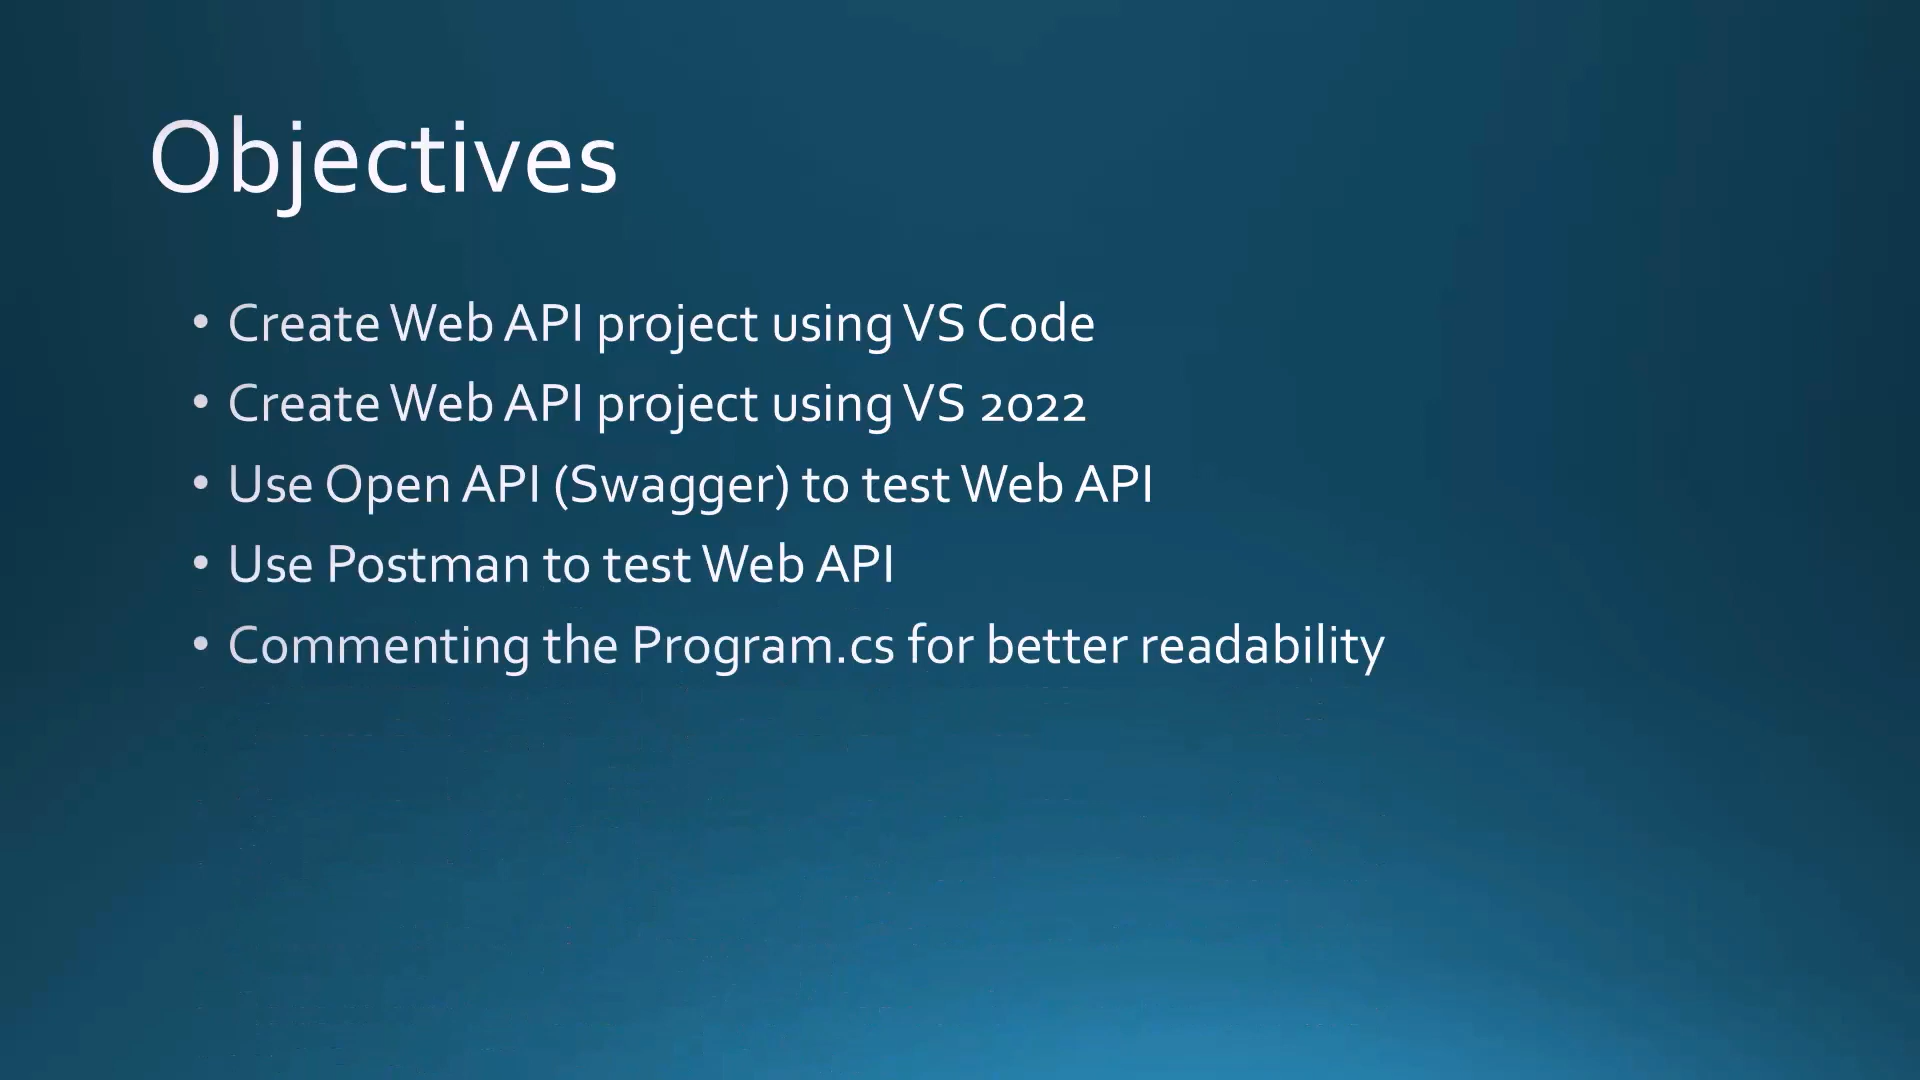 Objectives
• Create Web API project using VS Code
• Create Web API project using VS 2022
• Use Open API (Swagger) to test Web API
• Use Postman to test Web API
• Commenting the Program.cs for better readability